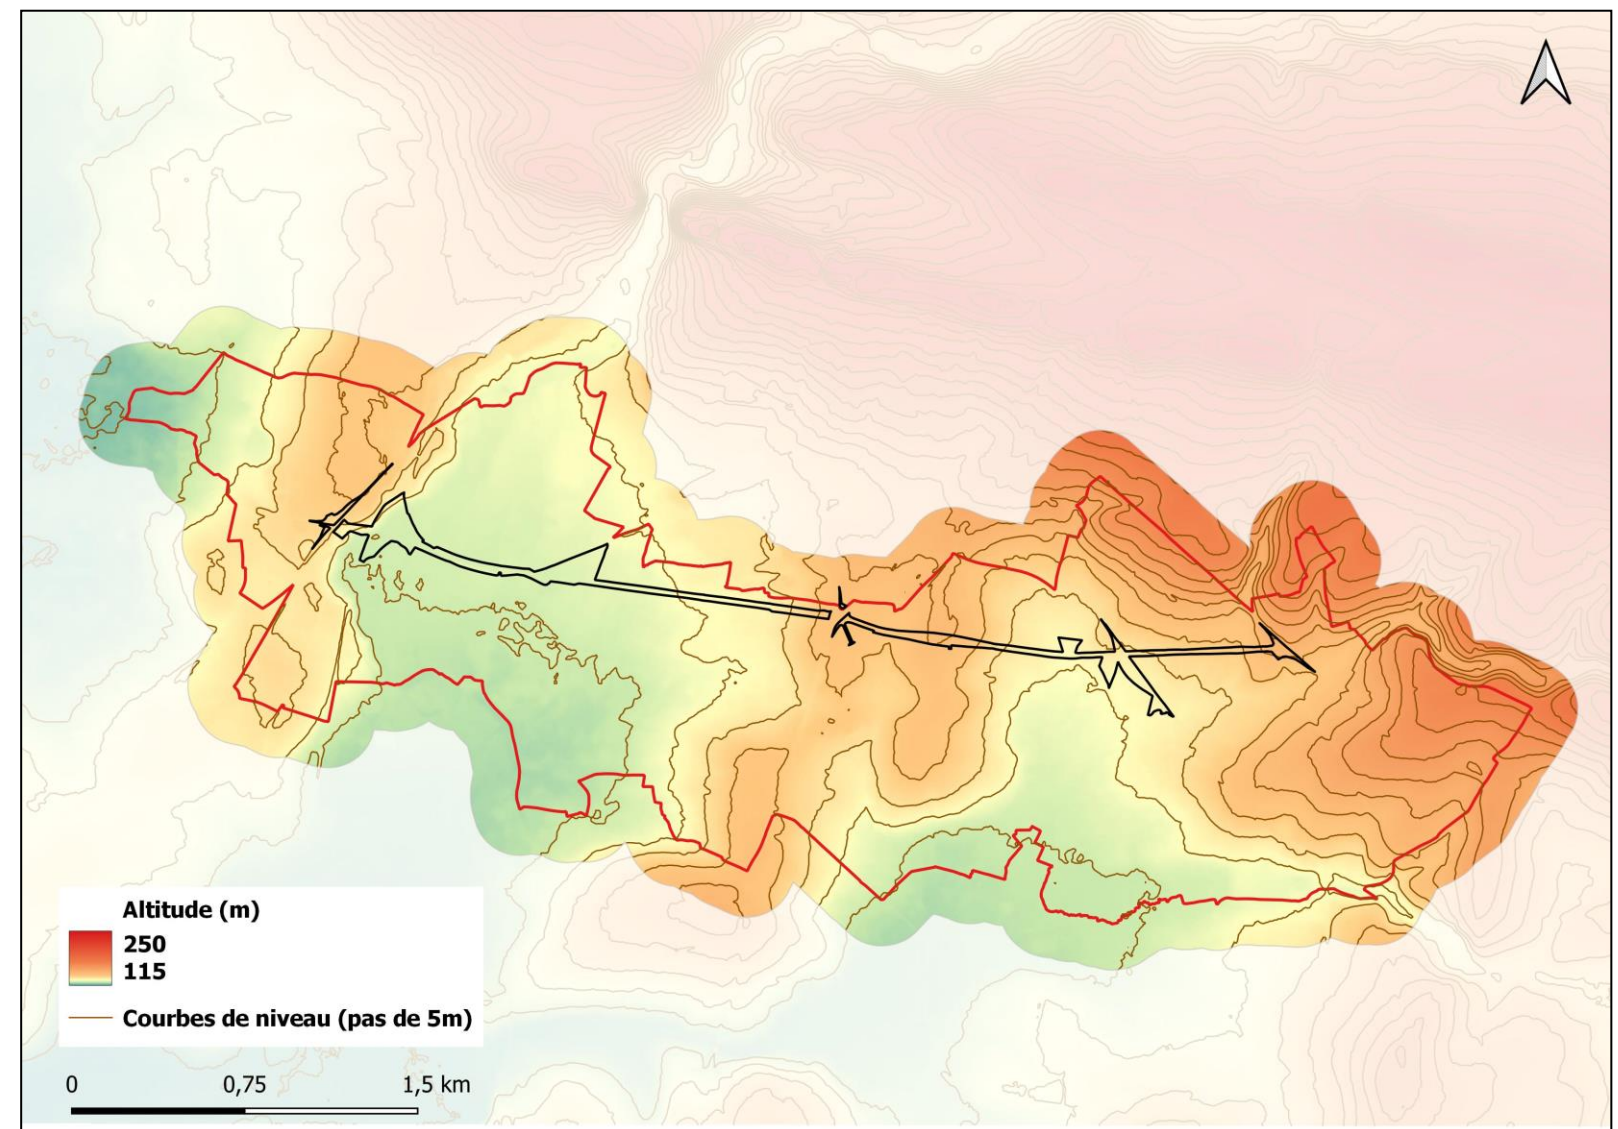 Altitude (m)
250
115
Courbes de niveau (pas de 5m)
0 0,75 1,5 km